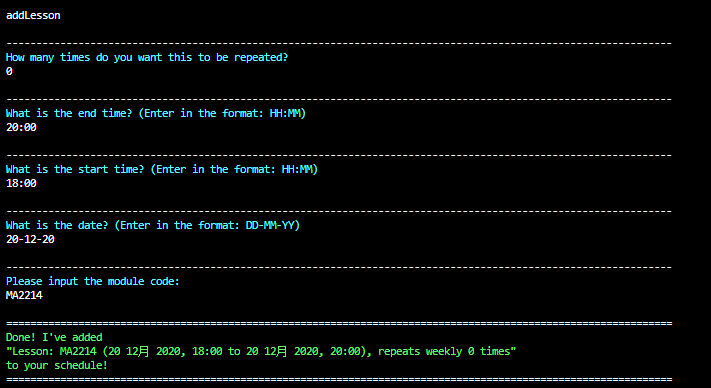 addLesson
--------------------------------------------------------------------------------------------------------------
How many times do you want this to be repeated?
0
--------------------------------------------------------------------------------------------------------------
What is the end time? (Enter in the format: HH:MM)
20:00
--------------------------------------------------------------------------------------------------------------
What is the start time? (Enter in the format: HH:MM)
18:00
--------------------------------------------------------------------------------------------------------------
What is the date? (Enter in the format: DD-MM-YY)
20-12-20
--------------------------------------------------------------------------------------------------------------
Please input the module code:
MA2214
==============================================================================================================
Done! I've added
"Lesson: MA2214 (20 12月 2020, 18:00 to 20 12月 2020, 20:00), repeats weekly 0 times"
to your schedule!
==============================================================================================================